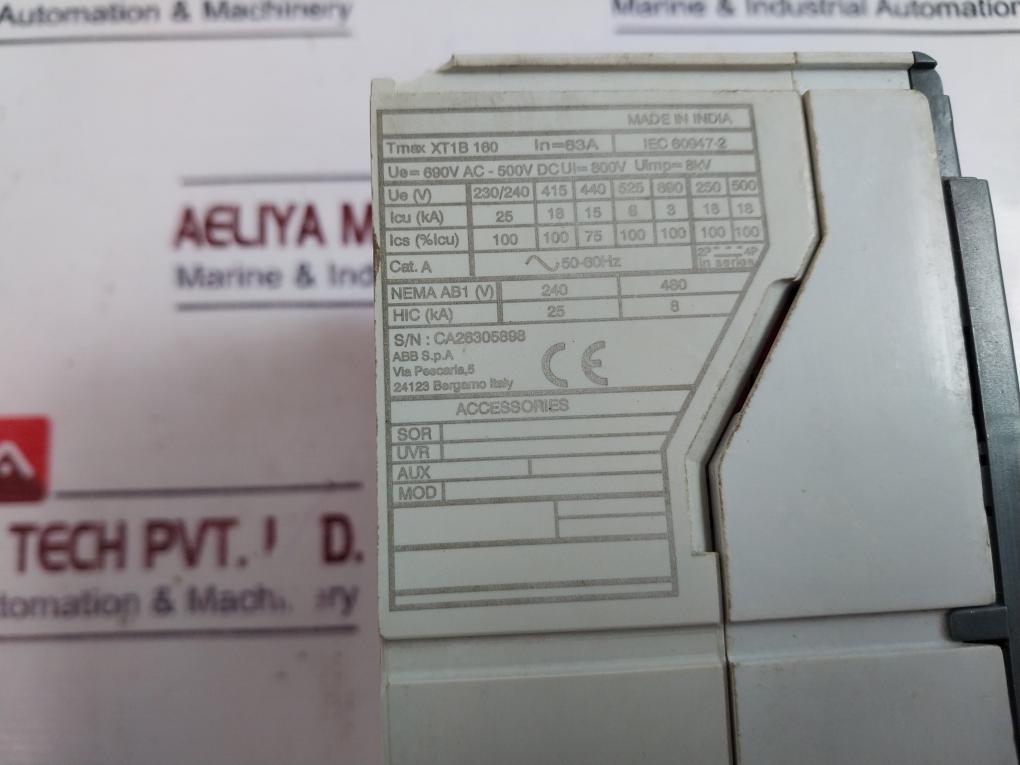 Automation & Machinery
Marine & Industrial Automation
AELIYA M
Marine & Ind
A
TECH PVT. L D.
tomation & Mach ery
MADE IN INDIA
Tmax XT1B 160 In=63A IEC 60947-2
Ue= 690V AC - 500V DC Ui= 800V Uimp= 8kV
Ue (V) 230/240 415 440 525 690 250 500
Icu (kA) 25 18 15 6 3 18 18
Ics (%Icu) 100 100 75 100 100 100 100
Cat. A 50-60Hz 2P 4P in series
NEMA AB1 (V) 240 480
HIC (kA) 25 8
S/N : CA26305898
ABB S.p.A
Via Pescaria,5
24123 Bergamo Italy
CE
ACCESSORIES
SOR
UVR
AUX
MOD